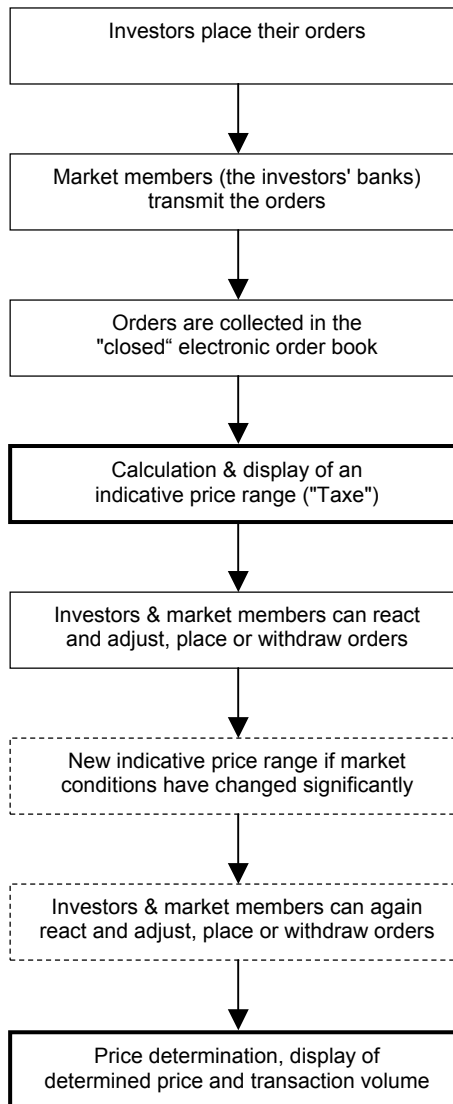 Investors place their orders
Market members (the investors' banks)
transmit the orders
Orders are collected in the
"closed“ electronic order book
Calculation & display of an
indicative price range ("Taxe")
Investors & market members can react
and adjust, place or withdraw orders
New indicative price range if market
conditions have changed significantly
Investors & market members can again
react and adjust, place or withdraw orders
Price determination, display of
determined price and transaction volume